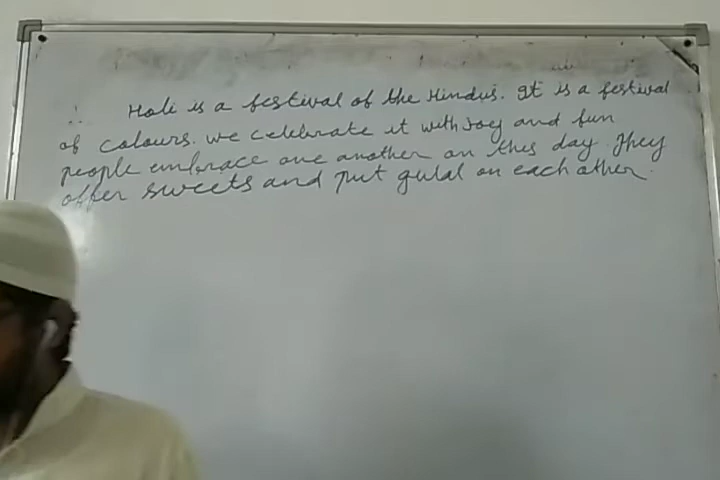 Holi is a festival of the Hindus. It is a festival
of colours. we celebrate it with Joy and fun
people embrace one another on this day. They
offer sweets and put gulal on each other.